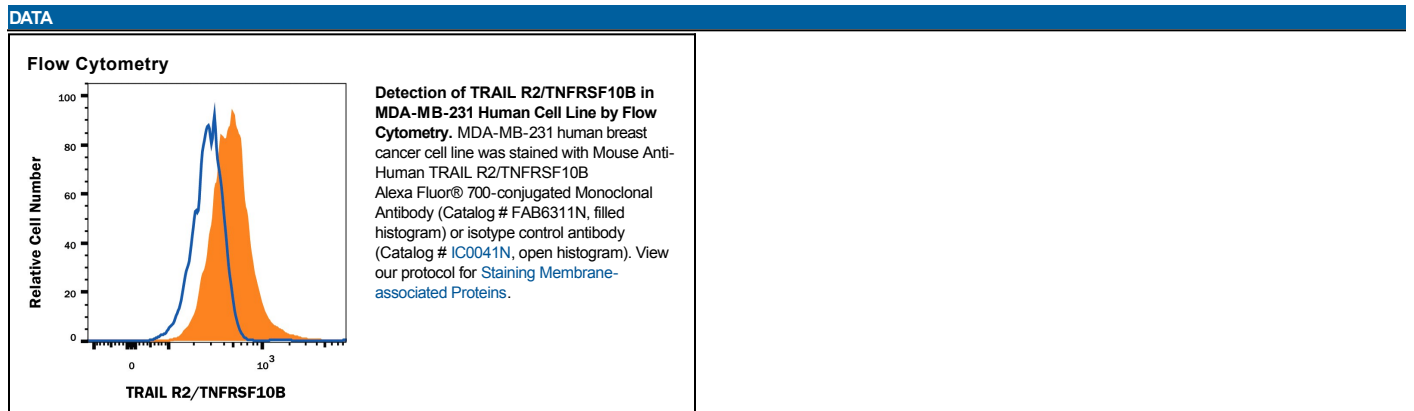 DATA
Flow Cytometry
100
80
60
40
20
0
Relative Cell Number
0
10³
TRAIL R2/TNFRSF10B
Detection of TRAIL R2/TNFRSF10B in
MDA-MB-231 Human Cell Line by Flow
Cytometry. MDA-MB-231 human breast
cancer cell line was stained with Mouse Anti-
Human TRAIL R2/TNFRSF10B
Alexa Fluor® 700-conjugated Monoclonal
Antibody (Catalog # FAB6311N, filled
histogram) or isotype control antibody
(Catalog # IC0041N, open histogram). View
our protocol for Staining Membrane-
associated Proteins.